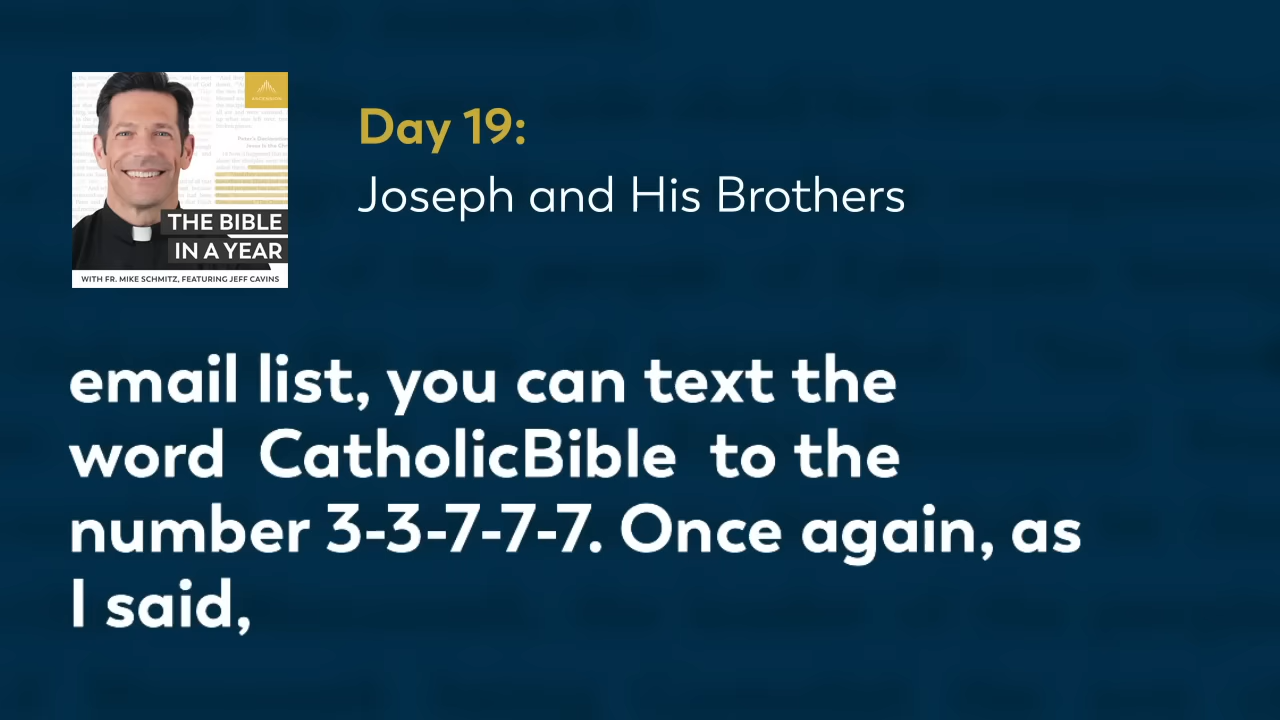 Day 19:
Joseph and His Brothers
ASCENSION
THE BIBLE
IN A YEAR
WITH FR. MIKE SCHMITZ, FEATURING JEFF CAVINS
email list, you can text the
word CatholicBible to the
number 3-3-7-7-7. Once again, as
I said,